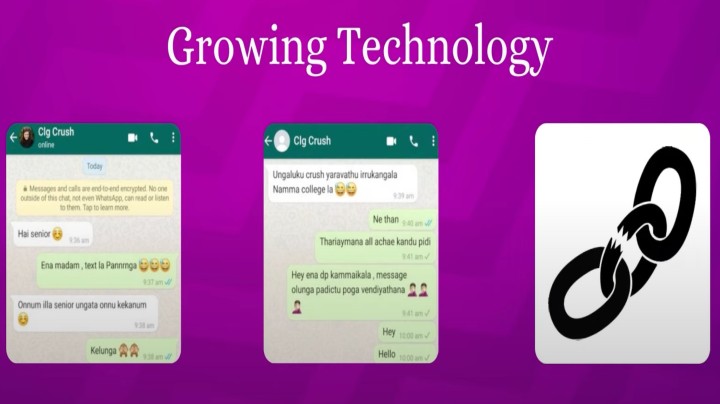 Growing Technology
Clg Crush
online
Today
Messages and calls are end-to-end encrypted. No one
outside of this chat, not even WhatsApp, can read or listen
to them. Tap to learn more.
Hai senior 😊
9:36 am
Ena madam , text la Pannmga 😅😅😅
9:37 am
Onnum illa senior ungata onnu kekanum
☺️
9:38 am
Kelunga 🙈🙈
9:38 am
Clg Crush
Ungaluku crush yaravathu irrukangala
Namma college la 😅😅
9:39 am
Ne than
9:40 am
Thariaymana all achae kandu pidi
9:41 am
Hey ena dp kammaikala , message
olunga padictu poga vendiyathana 🤦🏻‍♂️🤦🏻‍♂️
🤦🏻‍♂️
9:41 am
Hey
10:00 am
Hello
10:00 am